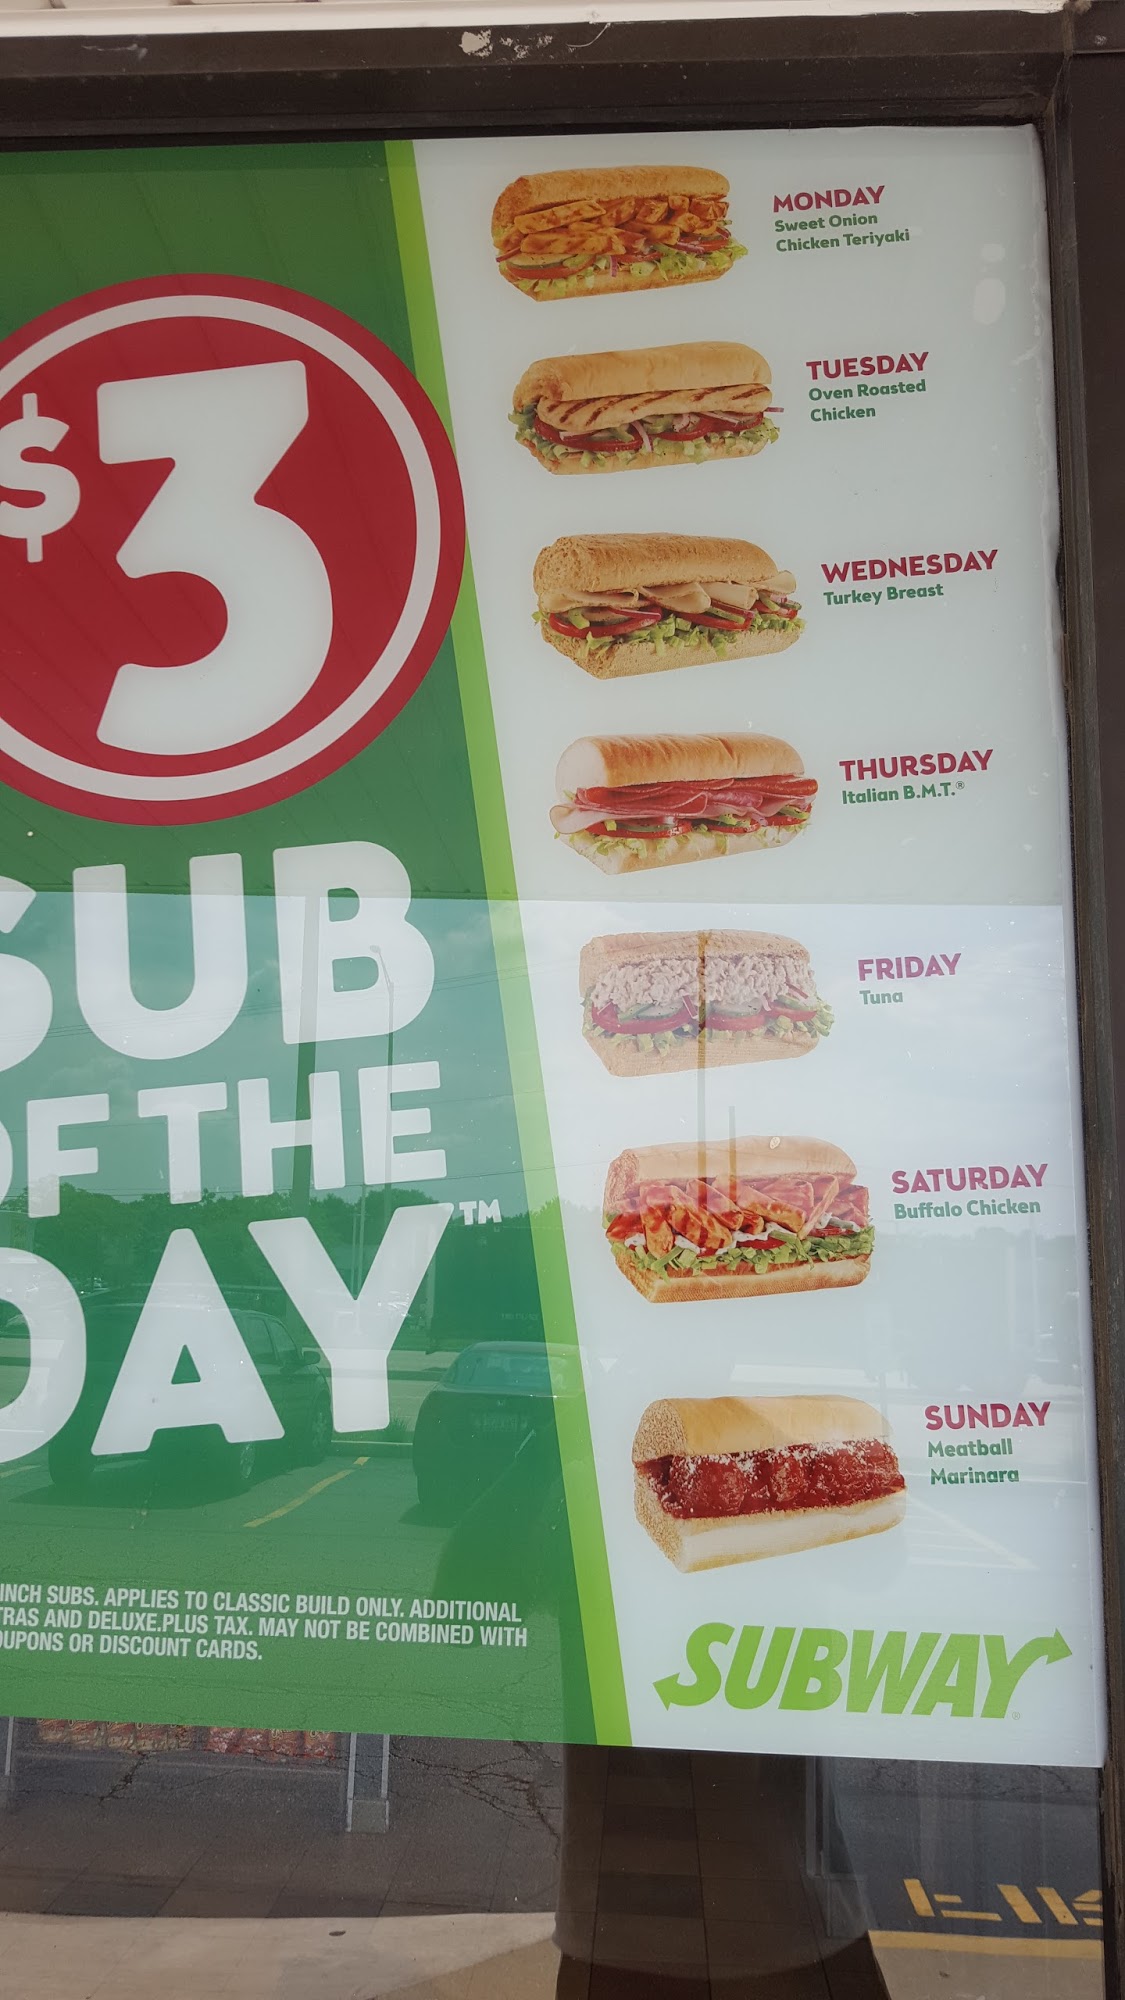 $3
SUB
OF THE
DAY™
INCH SUBS. APPLIES TO CLASSIC BUILD ONLY. ADDITIONAL
AND DELUXE.PLUS TAX. MAY NOT BE COMBINED WITH
OR DISCOUNT CARDS.
MONDAY
Sweet Onion
Chicken Teriyaki
TUESDAY
Oven Roasted
Chicken
WEDNESDAY
Turkey Breast
THURSDAY
Italian B.M.T.®
FRIDAY
Tuna
SATURDAY
Buffalo Chicken
SUNDAY
Meatball
Marinara
SUBWAY®